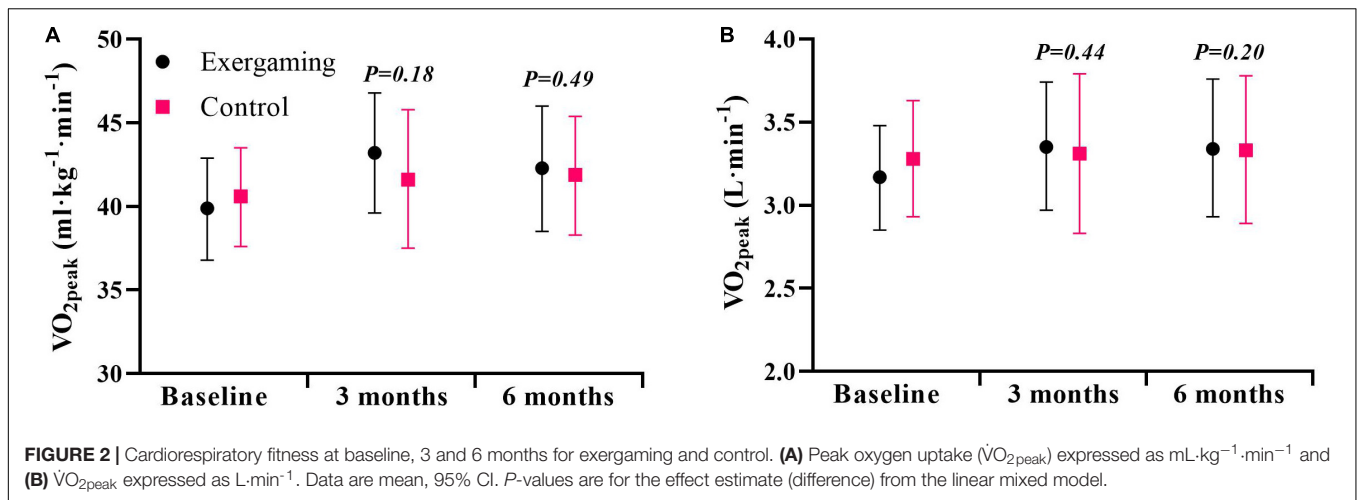 A
50
45
40
35
30
VO2peak (ml·kg-1·min-1)
Exergaming
Control
P=0.18
P=0.49
Baseline
3 months
6 months
B
4.0
3.5
3.0
2.5
2.0
VO2peak (L·min-1)
P=0.44
P=0.20
Baseline
3 months
6 months
FIGURE 2 | Cardiorespiratory fitness at baseline, 3 and 6 months for exergaming and control. (A) Peak oxygen uptake (V̇O2peak) expressed as mL·kg−1·min−1 and
(B) V̇O2peak expressed as L·min-1. Data are mean, 95% CI. P-values are for the effect estimate (difference) from the linear mixed model.